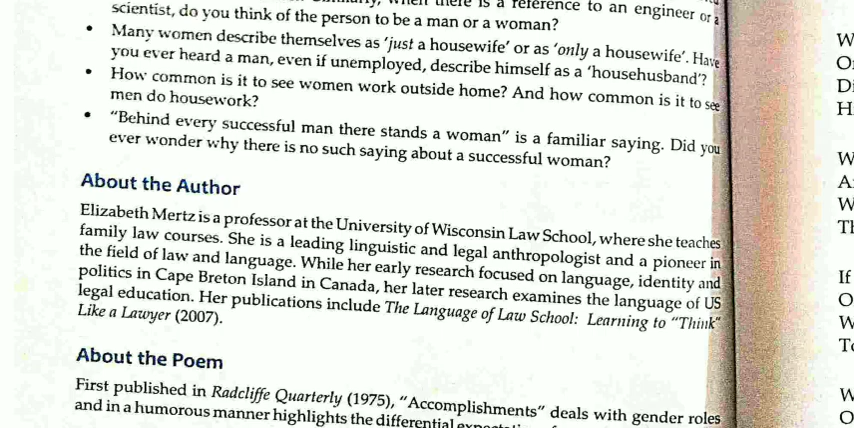 there is a reference to an engineer or a
scientist, do you think of the person to be a man or a woman?
• Many women describe themselves as ‘just a housewife’ or as ‘only a housewife’. Have
you ever heard a man, even if unemployed, describe himself as a ‘househusband’?
• How common is it to see women work outside home? And how common is it to see
men do housework?
• “Behind every successful man there stands a woman” is a familiar saying. Did you
ever wonder why there is no such saying about a successful woman?
About the Author
Elizabeth Mertz is a professor at the University of Wisconsin Law School, where she teaches
family law courses. She is a leading linguistic and legal anthropologist and a pioneer in
the field of law and language. While her early research focused on language, identity and
politics in Cape Breton Island in Canada, her later research examines the language of US
legal education. Her publications include The Language of Law School: Learning to “Think”
Like a Lawyer (2007).
About the Poem
First published in Radcliffe Quarterly (1975), “Accomplishments” deals with gender roles
and in a humorous manner highlights the differential
H
W
If
O
W
W
O